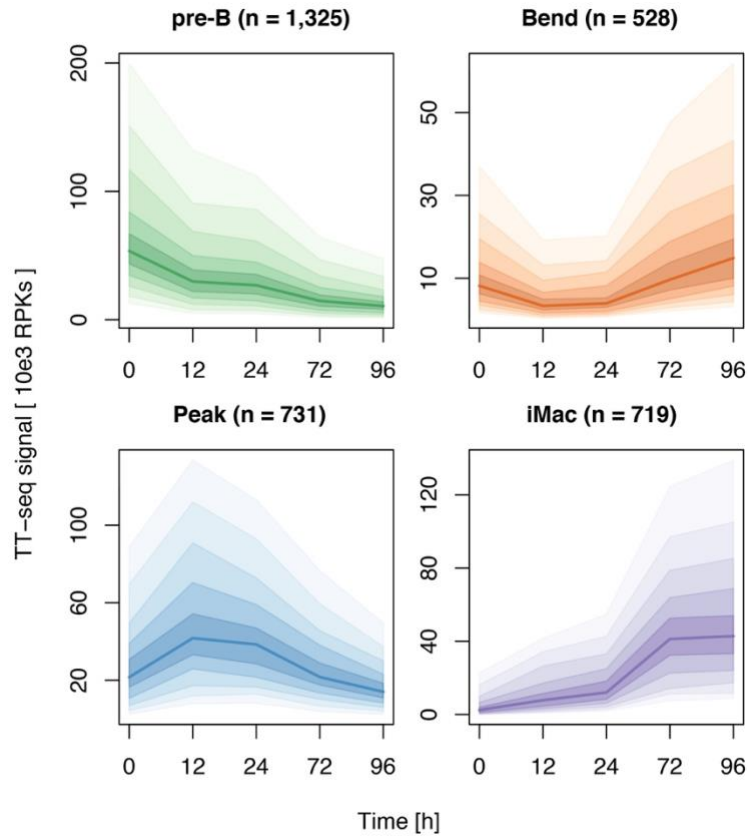 pre-B (n = 1,325)
Bend (n = 528)
TT-seq signal [ 10e3 RPKs ]
200
100
0
0 12 24 72 96
50
30
10
0 12 24 72 96
Peak (n = 731)
iMac (n = 719)
100
60
20
0 12 24 72 96
120
80
40
0
0 12 24 72 96
Time [h]